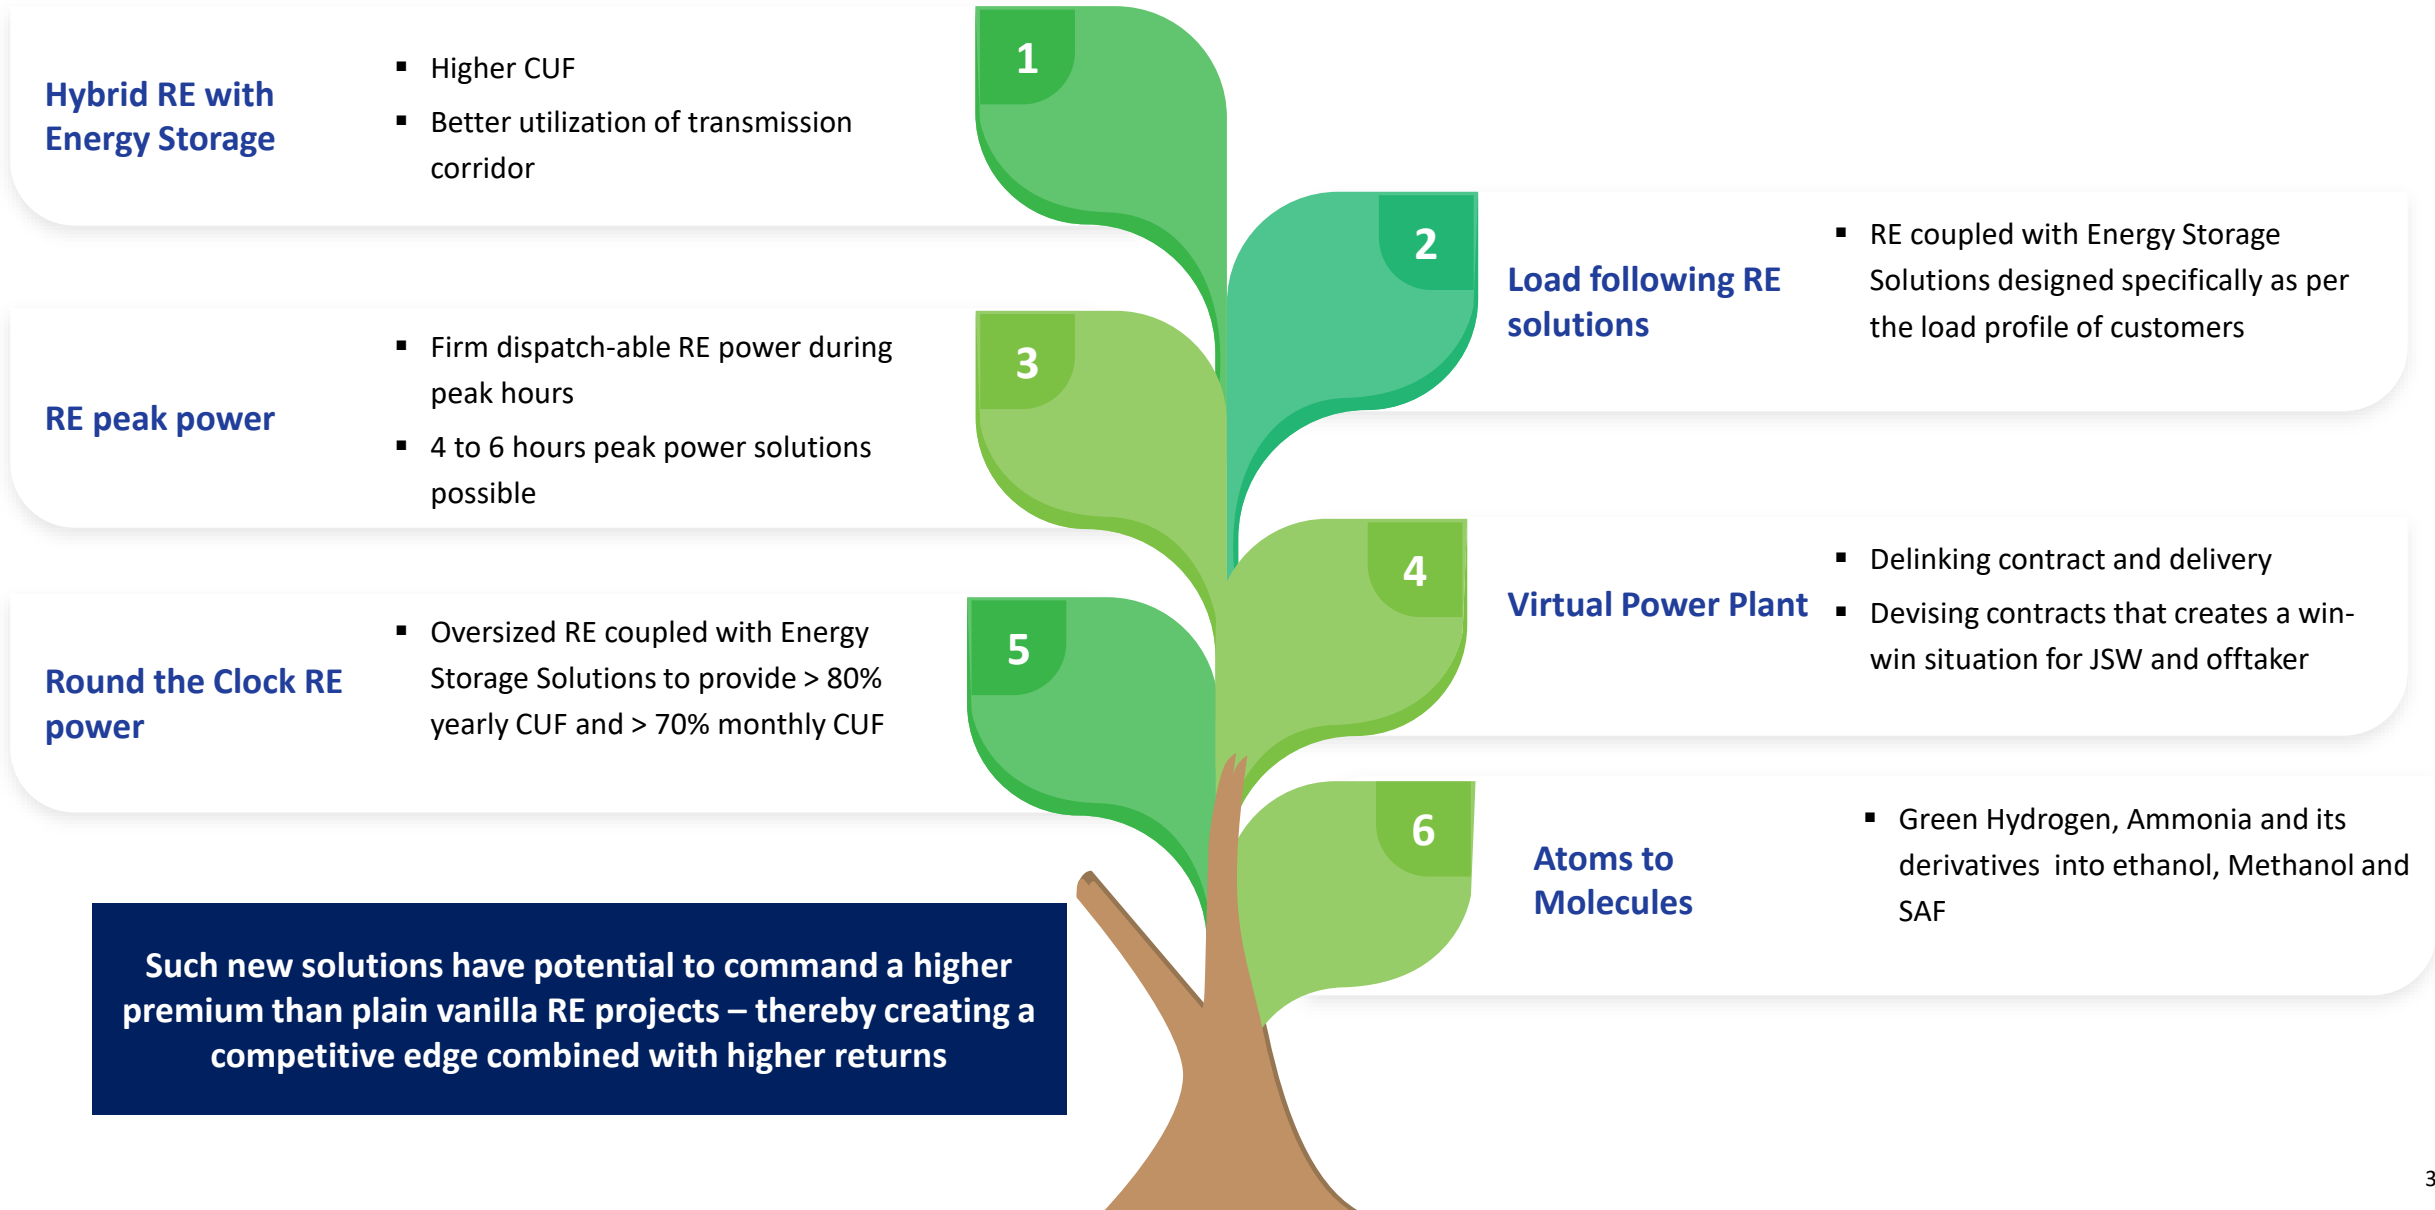 1
Hybrid RE with
Energy Storage
▪ Higher CUF
▪ Better utilization of transmission
corridor
2
Load following RE
solutions
▪ RE coupled with Energy Storage
Solutions designed specifically as per
the load profile of customers
3
RE peak power
▪ Firm dispatch-able RE power during
peak hours
▪ 4 to 6 hours peak power solutions
possible
4
Virtual Power Plant
▪ Delinking contract and delivery
▪ Devising contracts that creates a win-
win situation for JSW and offtaker
5
Round the Clock RE
power
▪ Oversized RE coupled with Energy
Storage Solutions to provide > 80%
yearly CUF and > 70% monthly CUF
6
Atoms to
Molecules
▪ Green Hydrogen, Ammonia and its
derivatives  into ethanol, Methanol and
SAF
Such new solutions have potential to command a higher
premium than plain vanilla RE projects – thereby creating a
competitive edge combined with higher returns
3